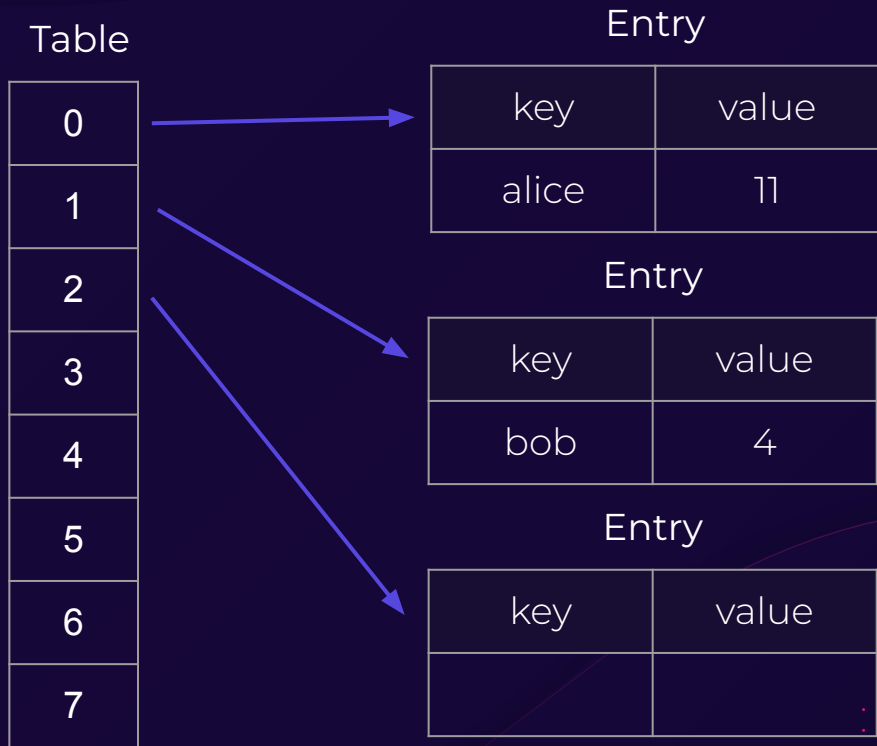 Table
0
1
2
3
4
5
6
7
Entry
key value
alice 11
Entry
key value
bob 4
Entry
key value